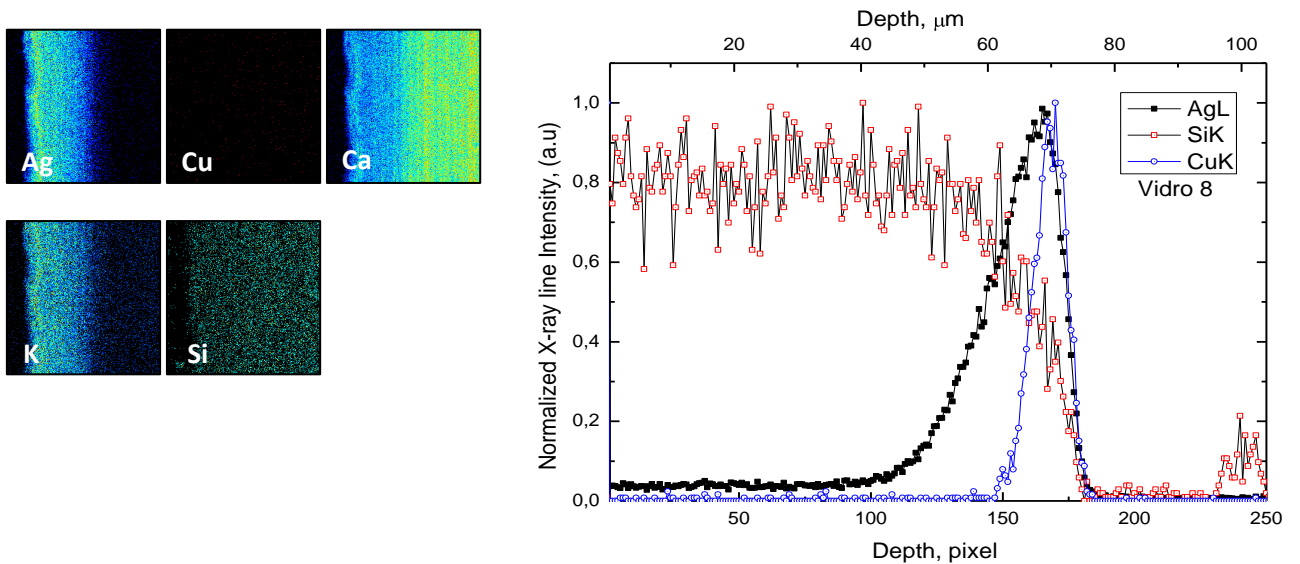 Ag
Cu
Ca
K
Si
Depth, μm
20
40
60
80
100
Normalized X-ray line Intensity, (a.u)
1,0
0,8
0,6
0,4
0,2
0,0
AgL
SiK
CuK
Vidro 8
50
100
150
200
250
Depth, pixel